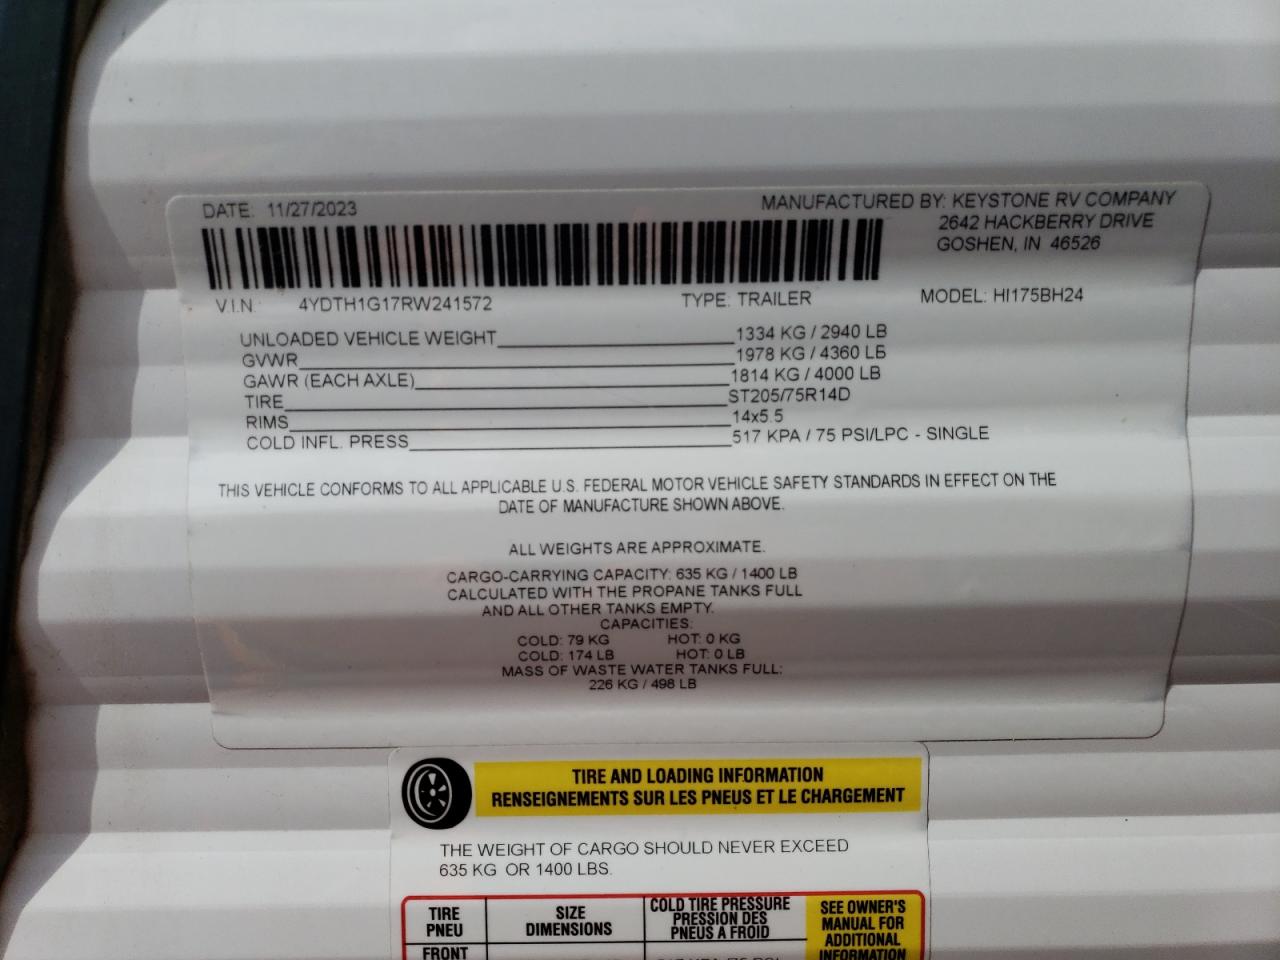 DATE: 11/27/2023
MANUFACTURED BY: KEYSTONE RV COMPANY
2642 HACKBERRY DRIVE
GOSHEN, IN 46526
V.I.N.: 4YDTH1G17RW241572 TYPE: TRAILER MODEL: HI175BH24
UNLOADED VEHICLE WEIGHT 1334 KG / 2940 LB
GVWR 1978 KG / 4360 LB
GAWR (EACH AXLE) 1814 KG / 4000 LB
TIRE ST205/75R14D
RIMS 14x5.5
COLD INFL. PRESS 517 KPA / 75 PSI/LPC - SINGLE
THIS VEHICLE CONFORMS TO ALL APPLICABLE U.S. FEDERAL MOTOR VEHICLE SAFETY STANDARDS IN EFFECT ON THE
DATE OF MANUFACTURE SHOWN ABOVE.
ALL WEIGHTS ARE APPROXIMATE.
CARGO-CARRYING CAPACITY: 635 KG / 1400 LB
CALCULATED WITH THE PROPANE TANKS FULL
AND ALL OTHER TANKS EMPTY.
CAPACITIES:
COLD: 79 KG HOT: 0 KG
COLD: 174 LB HOT: 0 LB
MASS OF WASTE WATER TANKS FULL:
226 KG / 498 LB
TIRE AND LOADING INFORMATION
RENSEIGNEMENTS SUR LES PNEUS ET LE CHARGEMENT
THE WEIGHT OF CARGO SHOULD NEVER EXCEED
635 KG OR 1400 LBS.
TIRE
PNEU
SIZE
DIMENSIONS
COLD TIRE PRESSURE
PRESSION DES
PNEUS A FROID
SEE OWNER'S
MANUAL FOR
ADDITIONAL
INFORMATION
FRONT